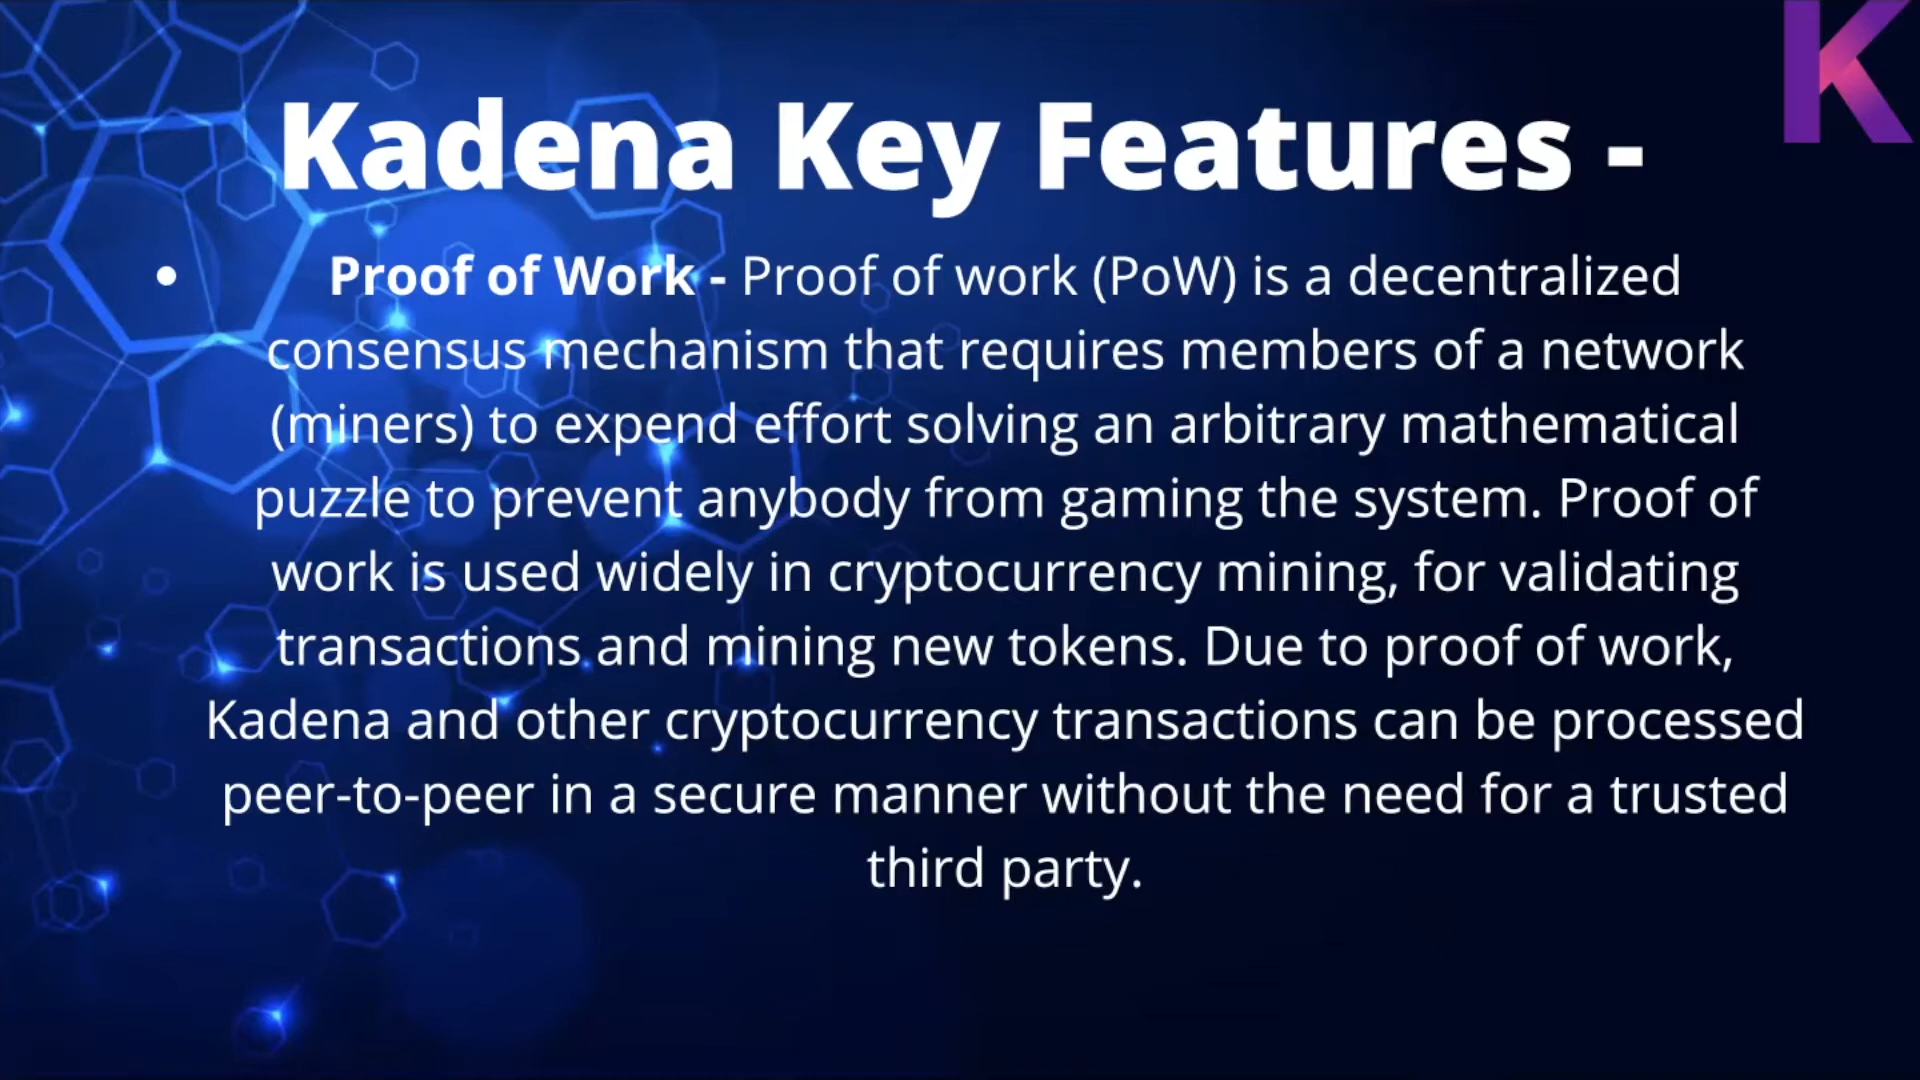 K
Kadena Key Features -
• Proof of Work - Proof of work (PoW) is a decentralized
consensus mechanism that requires members of a network
(miners) to expend effort solving an arbitrary mathematical
puzzle to prevent anybody from gaming the system. Proof of
work is used widely in cryptocurrency mining, for validating
transactions and mining new tokens. Due to proof of work,
Kadena and other cryptocurrency transactions can be processed
peer-to-peer in a secure manner without the need for a trusted
third party.